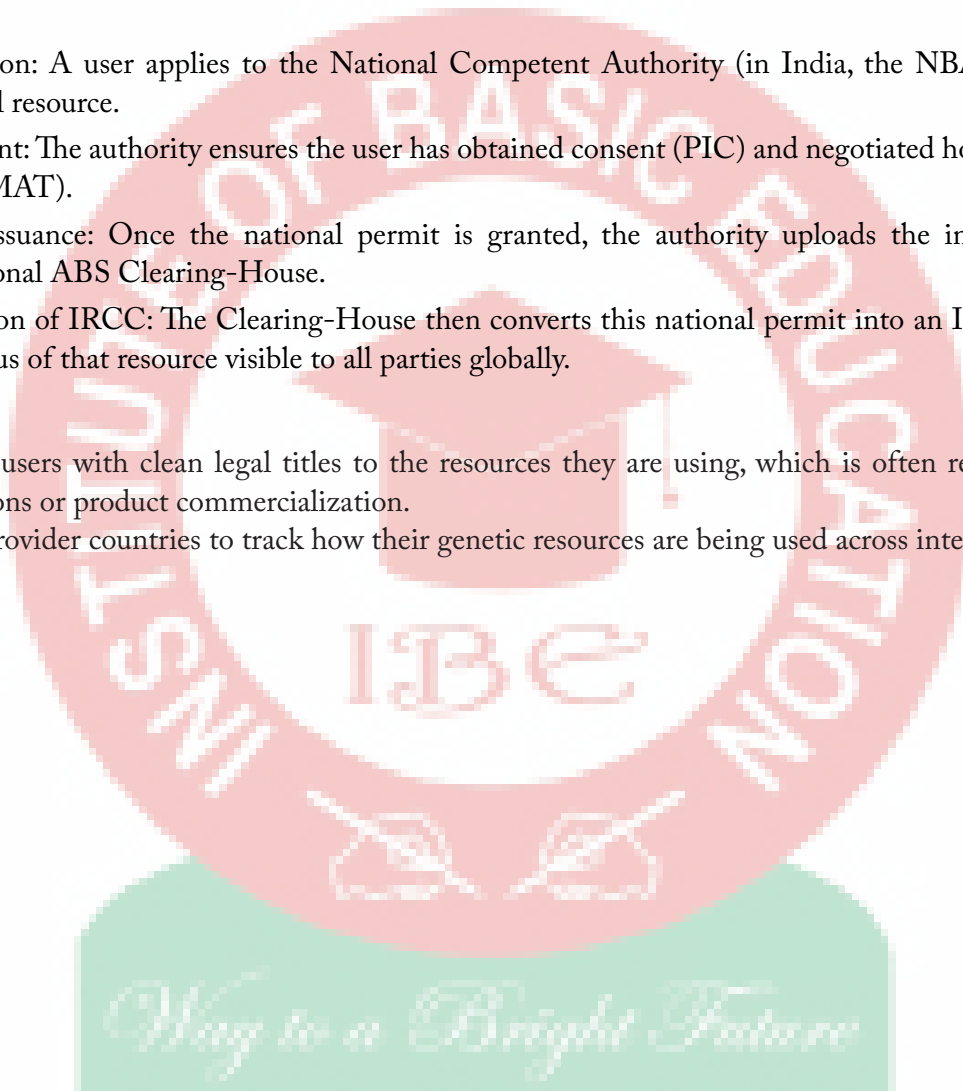 on: A user applies to the National Competent Authority (in India, the NBA
l resource.
nt: The authority ensures the user has obtained consent (PIC) and negotiated ho
MAT).
ssuance: Once the national permit is granted, the authority uploads the in
onal ABS Clearing-House.
on of IRCC: The Clearing-House then converts this national permit into an I
us of that resource visible to all parties globally.
users with clean legal titles to the resources they are using, which is often re
ons or product commercialization.
rovider countries to track how their genetic resources are being used across inte
INSTITUTE OF BASIC EDUCATION
IBE
Way to a Bright Future